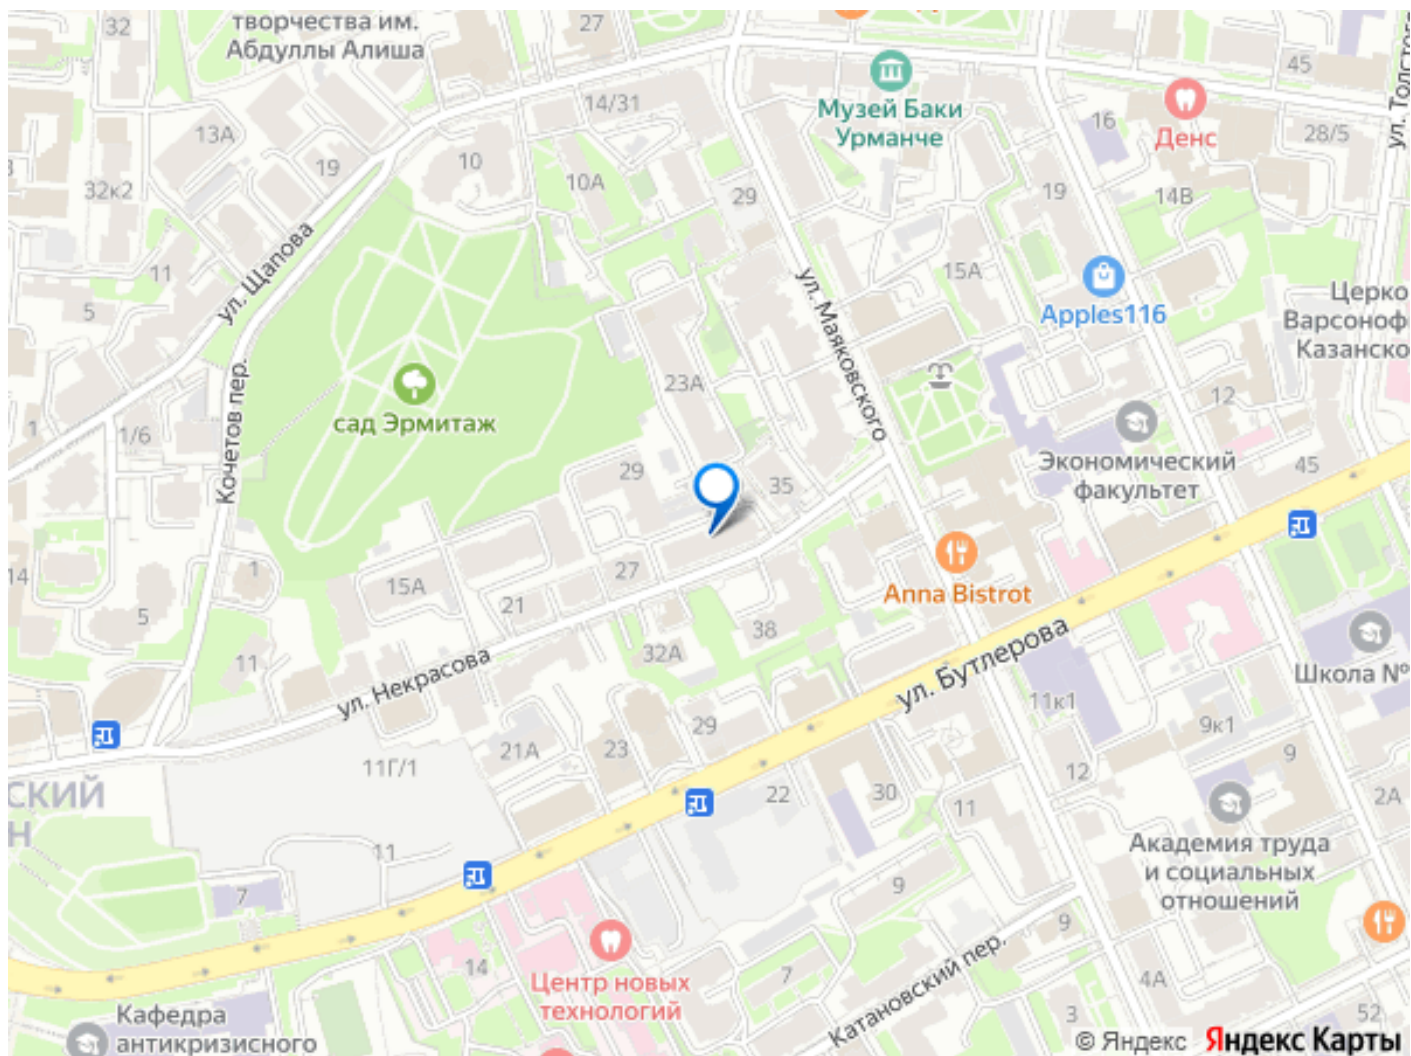 32
творчества им.
Абдуллы Алиша
27
45
ул. Толстого
14/31
Музей Баки
Урманче
16
Денс
28/5
13А
19
10
32к2
10А
29
19
14В
ул. Щапова
11
5
ул. Маяковского
15А
Apples116
Церко
Варсоноф
Казанско
23А
Кочетов пер.
сад Эрмитаж
12
1
1/6
Экономический
факультет
45
29
35
14
1
15А
27
21
Anna Bistrot
5
38
32А
11
ул. Некрасова
ул. Бутлерова
Школа №
11к1
9к1
9
29
23
21А
11Г/1
12
22
30
11
2А
СКИЙ
Н
Академия труда
и социальных
отношений
11
7
9
9
14
Центр новых
технологий
7
Катановский пер.
4А
3
52
Кафедра
антикризисного
© Яндекс Яндекс Карты